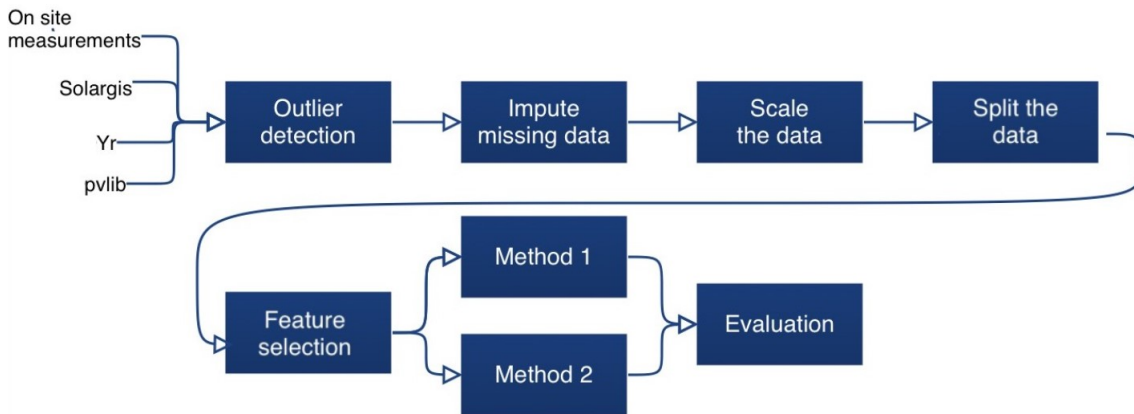 On site
measurements
Solargis
Yr
pvlib
Outlier
detection
Impute
missing data
Scale
the data
Split the
data
Feature
selection
Method 1
Method 2
Evaluation